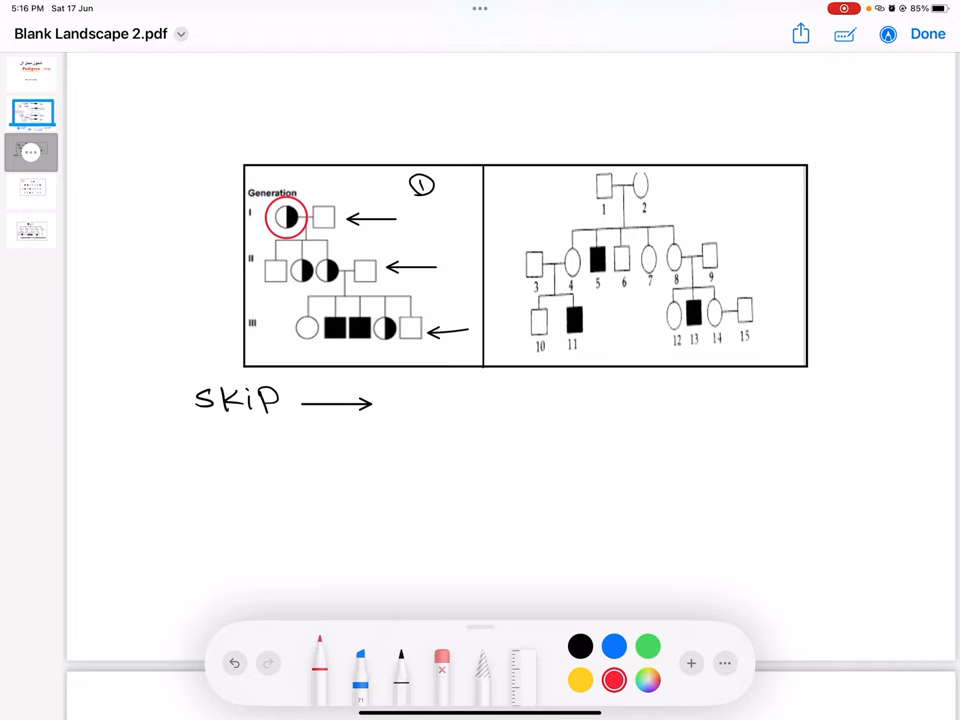 5:16 PM Sat 17 Jun
85%
Blank Landscape 2.pdf
Done
Generation
I
II
III
1
1 2
3 4 5 6 7 8 9
10 11 12 13 14 15
SKiP
71